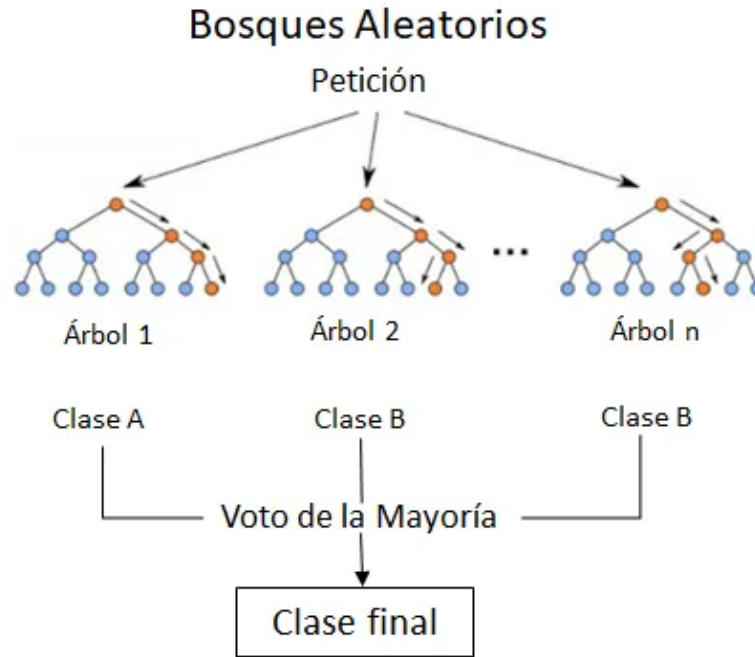 Bosques Aleatorios
Petición
...
Árbol 1
Árbol 2
Árbol n
Clase A
Clase B
Clase B
Voto de la Mayoría
Clase final